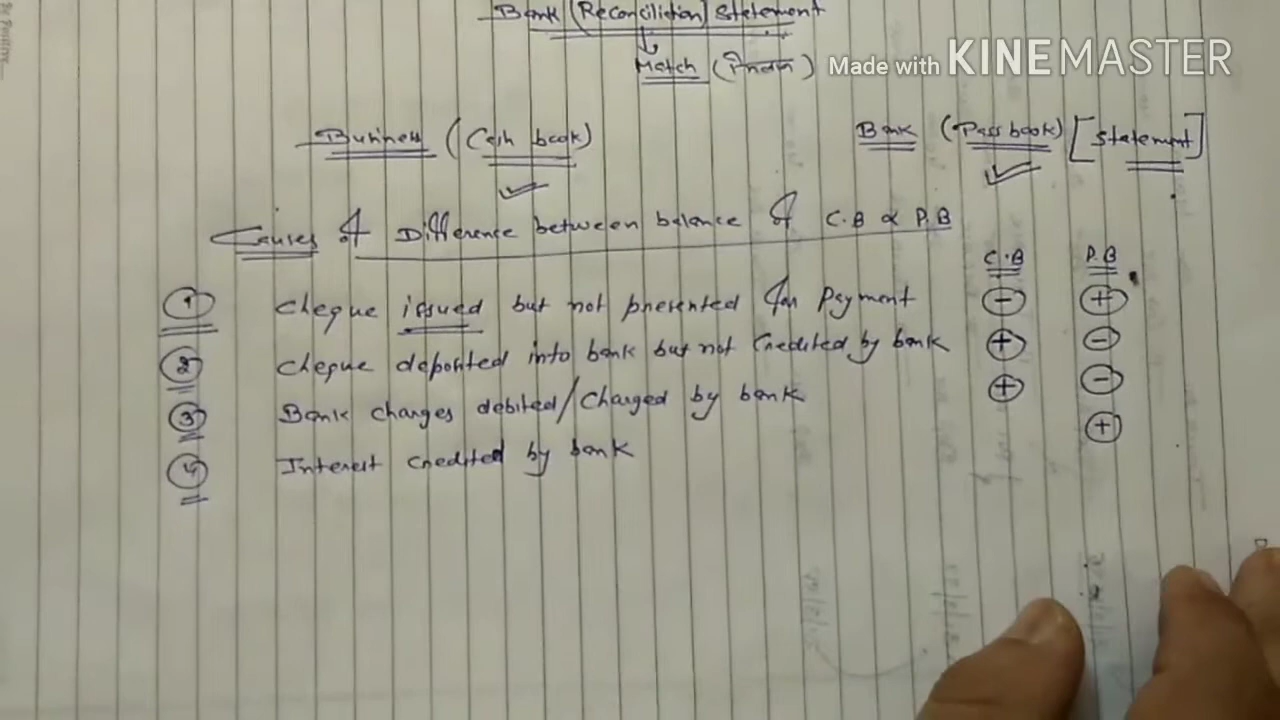 Bank (Reconciliation) Statement
Match (मिलान) Made with KINEMASTER
Business (Cash book) Bank (Pass book) [Statement]
Causes of Difference between balance of C.B & P.B
C.B P.B
1 Cheque issued but not presented for Payment - +
2 Cheque deposited into bank but not Credited by bank + -
3 Bank charges debited/Charged by bank + -
4 Interest credited by bank +